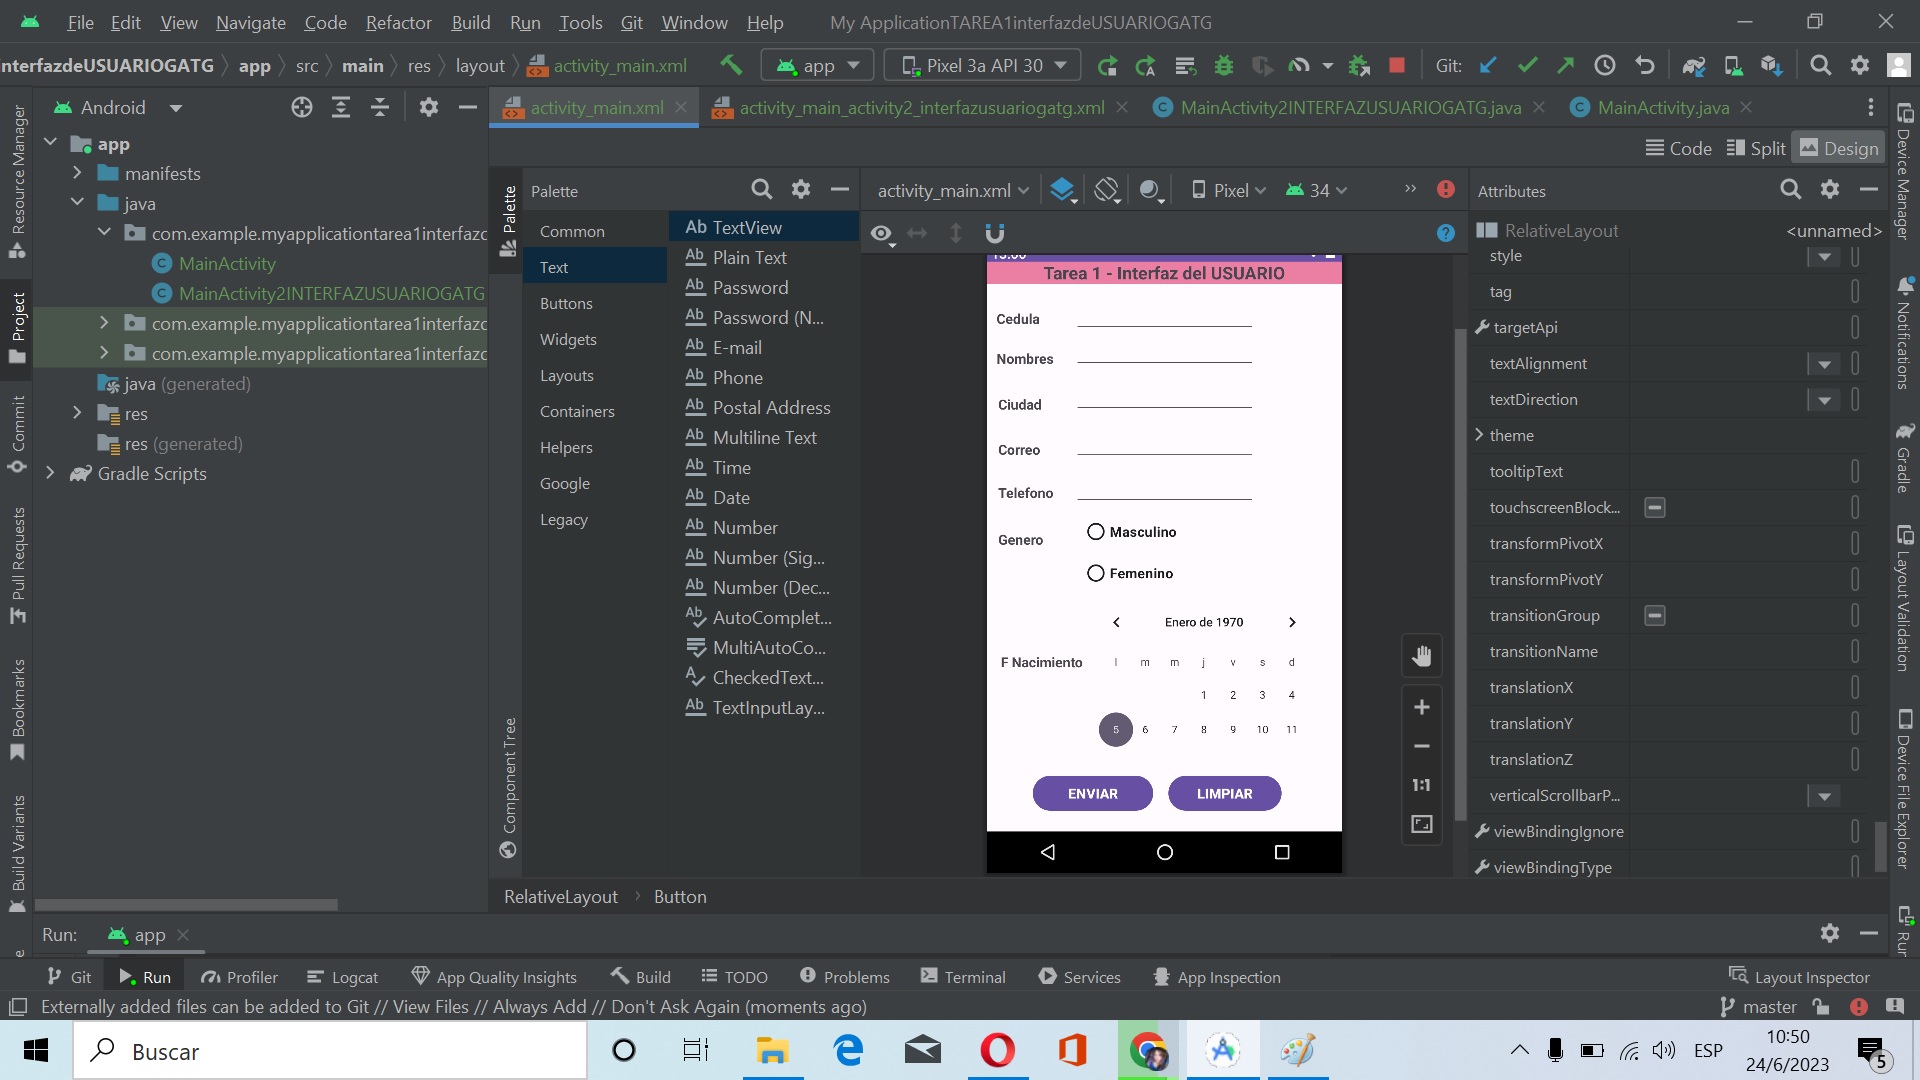 File Edit View Navigate Code Refactor Build Run Tools Git Window Help My ApplicationTAREA1interfazdeUSUARIOGATG
nterfazdeUSUARIOGATG app src main res layout activity_main.xml app Pixel 3a API 30 Git:
Android
activity_main.xml activity_main_activity2_interfazusuariogatg.xml MainActivity2INTERFAZUSUARIOGATG.java MainActivity.java
Code Split Design
Resource Manager
Project
Commit
Pull Requests
Bookmarks
Build Variants
app
manifests
java
com.example.myapplicationtarea1interfazd
MainActivity
MainActivity2INTERFAZUSUARIOGATG
com.example.myapplicationtarea1interfazd
com.example.myapplicationtarea1interfazd
java (generated)
res
res (generated)
Gradle Scripts
Palette
Component Tree
Palette
Common
Text
Buttons
Widgets
Layouts
Containers
Helpers
Google
Legacy
Ab TextView
Ab Plain Text
Ab Password
Ab Password (N...
Ab E-mail
Ab Phone
Ab Postal Address
Ab Multiline Text
Ab Time
Ab Date
Ab Number
Ab Number (Sig...
Ab Number (Dec...
Ab AutoComplet...
MultiAutoCo...
A CheckedText...
Ab TextInputLay...
activity_main.xml Pixel 34
Tarea 1 - Interfaz del USUARIO
Cedula
Nombres
Ciudad
Correo
Telefono
Genero
Masculino
Femenino
Enero de 1970
F Nacimiento
l m m j v s d
1 2 3 4
5 6 7 8 9 10 11
ENVIAR LIMPIAR
1:1
Attributes
RelativeLayout <unnamed>
style
tag
targetApi
textAlignment
textDirection
theme
tooltipText
touchscreenBlock...
transformPivotX
transformPivotY
transitionGroup
transitionName
translationX
translationY
translationZ
verticalScrollbarP...
viewBindingIgnore
viewBindingType
Device Manager
Notifications
Gradle
Layout Validation
Device File Explorer
RelativeLayout Button
Run: app
Git Run Profiler Logcat App Quality Insights Build TODO Problems Terminal Services App Inspection Layout Inspector
Externally added files can be added to Git // View Files // Always Add // Don't Ask Again (moments ago) master
Buscar
ESP
10:50
24/6/2023
5